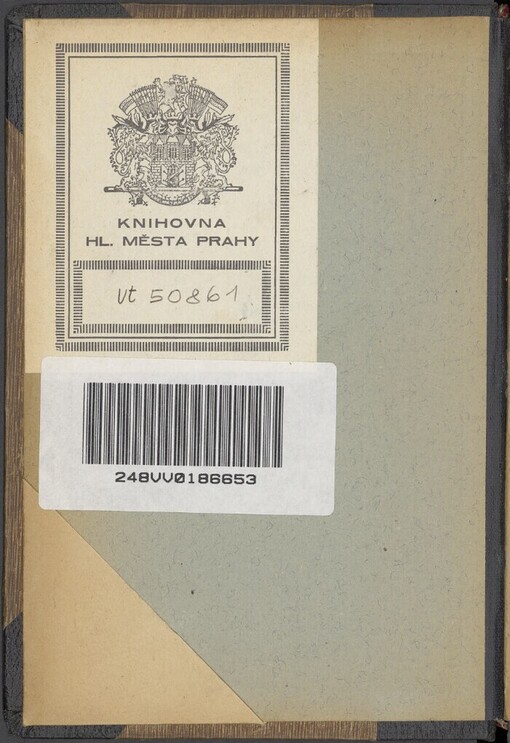 KNIHOVNA
HL. MĚSTA PRAHY
Vt 50861
248VV0186653